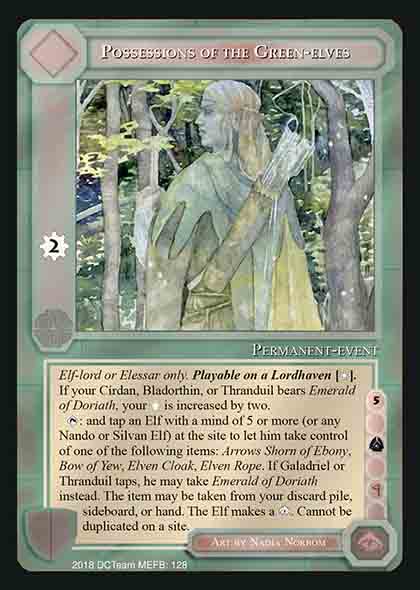 Possessions of the Green-elves
2
Permanent-event
Elf-lord or Elessar only. Playable on a Lordhaven [ ].
If your Círdan, Bladorthin, or Thranduil bears Emerald
of Doriath, your is increased by two.
: and tap an Elf with a mind of 5 or more (or any
Nando or Silvan Elf) at the site to let him take control
of one of the following items: Arrows Shorn of Ebony,
Bow of Yew, Elven Cloak, Elven Rope. If Galadriel or
Thranduil taps, he may take Emerald of Doriath
instead. The item may be taken from your discard pile,
sideboard, or hand. The Elf makes a . Cannot be
duplicated on a site.
5
Art by Nadia Norbom
2018 DCTeam MEFB: 128